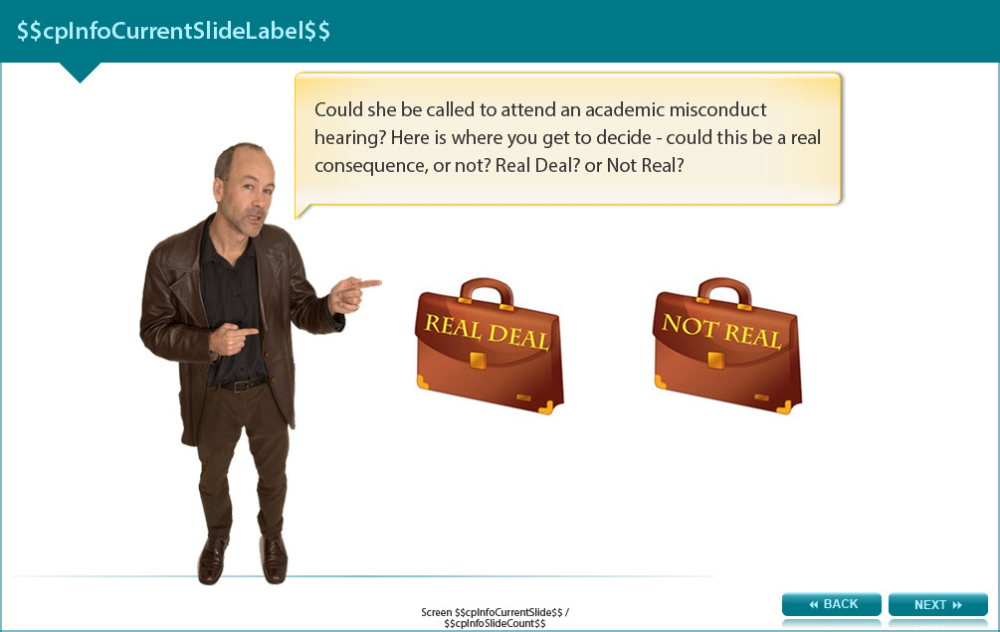 $$cpInfoCurrentSlideLabel$$
Could she be called to attend an academic misconduct
hearing? Here is where you get to decide - could this be a real
consequence, or not? Real Deal? or Not Real?
REAL DEAL
NOT REAL
Screen $$cpInfoCurrentSlide$$ /
$$cpInfoSlideCount$$
BACK
NEXT